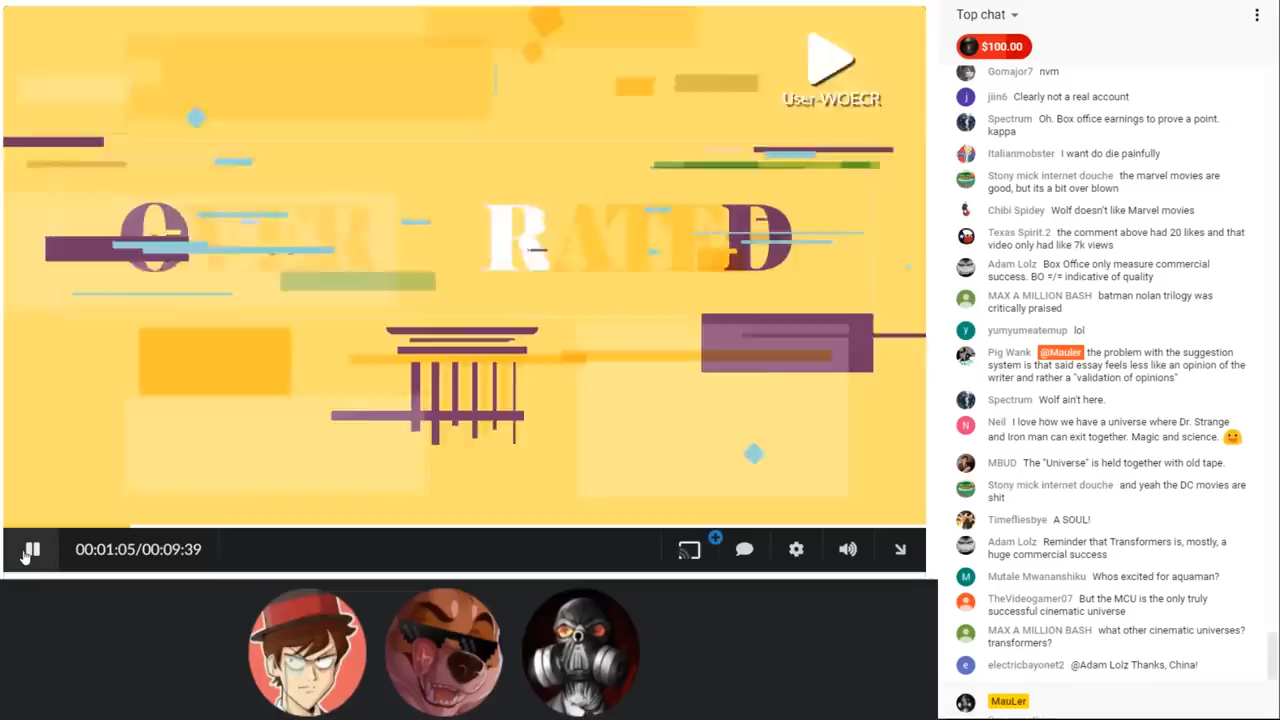 Top chat
$100.00
User-WOECR
O RATED
00:01:05/00:09:39
Gomajor7 nvm
jiin6 Clearly not a real account
Spectrum Oh. Box office earnings to prove a point.
kappa
Italianmobster I want do die painfully
Stony mick internet douche the marvel movies are
good, but its a bit over blown
Chibi Spidey Wolf doesn't like Marvel movies
Texas Spirit.2 the comment above had 20 likes and that
video only had like 7k views
Adam Lolz Box Office only measure commercial
success. BO =/= indicative of quality
MAX A MILLION BASH batman nolan trilogy was
critically praised
yumyumeatemup lol
Pig Wank @Mauler the problem with the suggestion
system is that said essay feels less like an opinion of the
writer and rather a "validation of opinions"
Spectrum Wolf ain't here.
Neil I love how we have a universe where Dr. Strange
and Iron man can exit together. Magic and science.
MBUD The "Universe" is held together with old tape.
Stony mick internet douche and yeah the DC movies are
shit
Timefliesbye A SOUL!
Adam Lolz Reminder that Transformers is, mostly, a
huge commercial success
Mutale Mwananshiku Whos excited for aquaman?
TheVideogamer07 But the MCU is the only truly
successful cinematic universe
MAX A MILLION BASH what other cinematic universes?
transformers?
electricbayonet2 @Adam Lolz Thanks, China!
MauLer